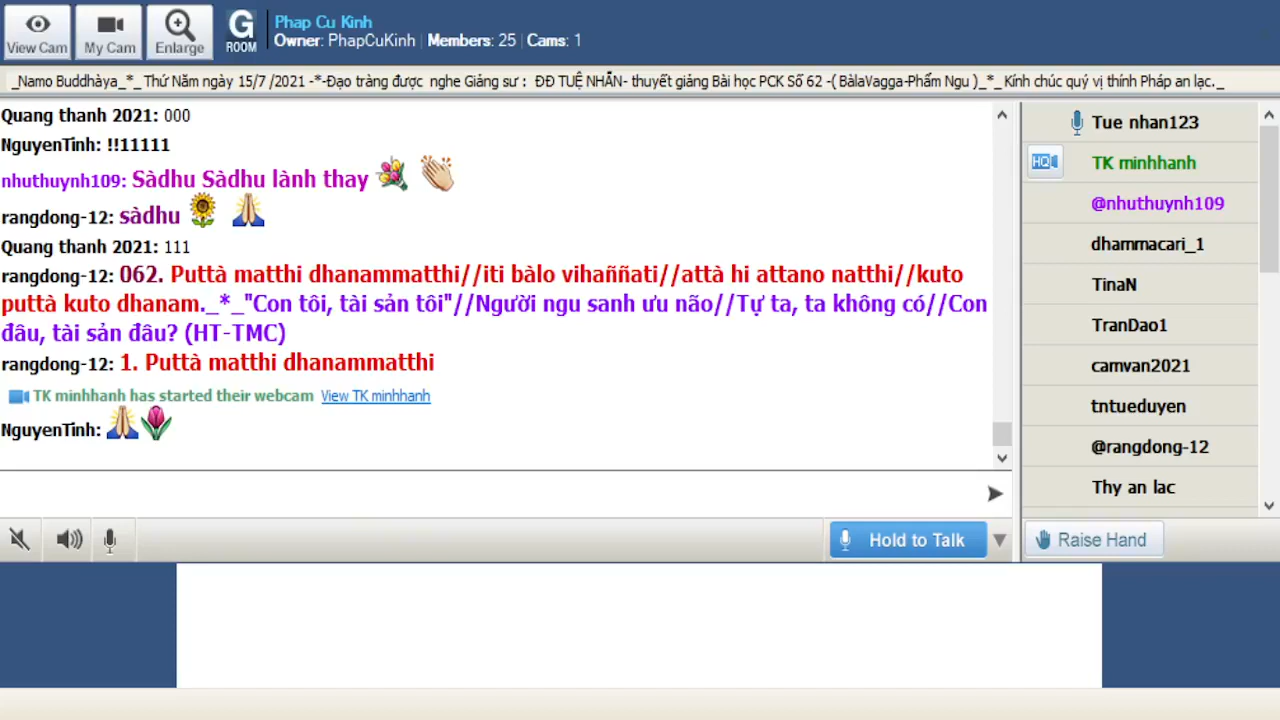 View Cam
My Cam
Enlarge
G
ROOM
Phap Cu Kinh
Owner: PhapCuKinh | Members: 25 | Cams: 1
_Namo Buddhàya_*_ Thứ Năm ngày 15/7 /2021 -*-Đạo tràng được nghe Giảng sư : ĐĐ TUỆ NHẪN- thuyết giảng Bài học PCK Số 62 -( BàlaVagga-Phẩm Ngu )_*_ Kính chúc quý vị thính Pháp an lạc._
Quang thanh 2021: 000
NguyenTinh: !!11111
nhuthuynh109: Sàdhu Sàdhu lành thay
rangdong-12: sàdhu
Quang thanh 2021: 111
rangdong-12: 062. Puttà matthi dhanammatthi//iti bàlo vihaññati//attà hi attano natthi//kuto
puttà kuto dhanam._*_"Con tôi, tài sản tôi"//Người ngu sanh ưu não//Tự ta, ta không có//Con
đâu, tài sản đâu? (HT-TMC)
rangdong-12: 1. Puttà matthi dhanammatthi
TK minhhanh has started their webcam View TK minhhanh
NguyenTinh:
Hold to Talk
Tue nhan123
HQ
TK minhhanh
@nhuthuynh109
dhammacari_1
TinaN
TranDao1
camvan2021
tntueduyen
@rangdong-12
Thy an lac
Raise Hand